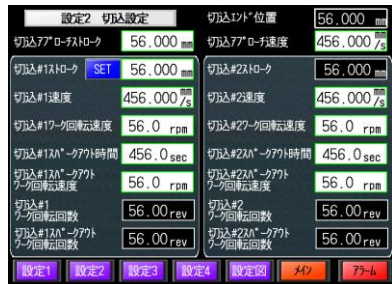 設定2 切込設定
切込エンド位置 56.000 mm
切込アプローチストローク 56.000 mm
切込アプローチ速度 456.000 mm/s
切込#1ストローク SET 56.000 mm
切込#2ストローク 56.000 mm
切込#1速度 456.000 mm/s
切込#2速度 456.000 mm/s
切込#1ワーク回転速度 56.0 rpm
切込#2ワーク回転速度 56.0 rpm
切込#1スパークアウト時間 456.0 sec
切込#2スパークアウト時間 456.0 sec
切込#1スパークアウト
ワーク回転速度 56.0 rpm
切込#2スパークアウト
ワーク回転速度 56.0 rpm
切込#1
ワーク回転回数 56.00 rev
切込#2
ワーク回転回数 56.00 rev
切込#1スパークアウト
ワーク回転回数 56.00 rev
切込#2スパークアウト
ワーク回転回数 56.00 rev
設定1 設定2 設定3 設定4 設定図 メイン アラーム